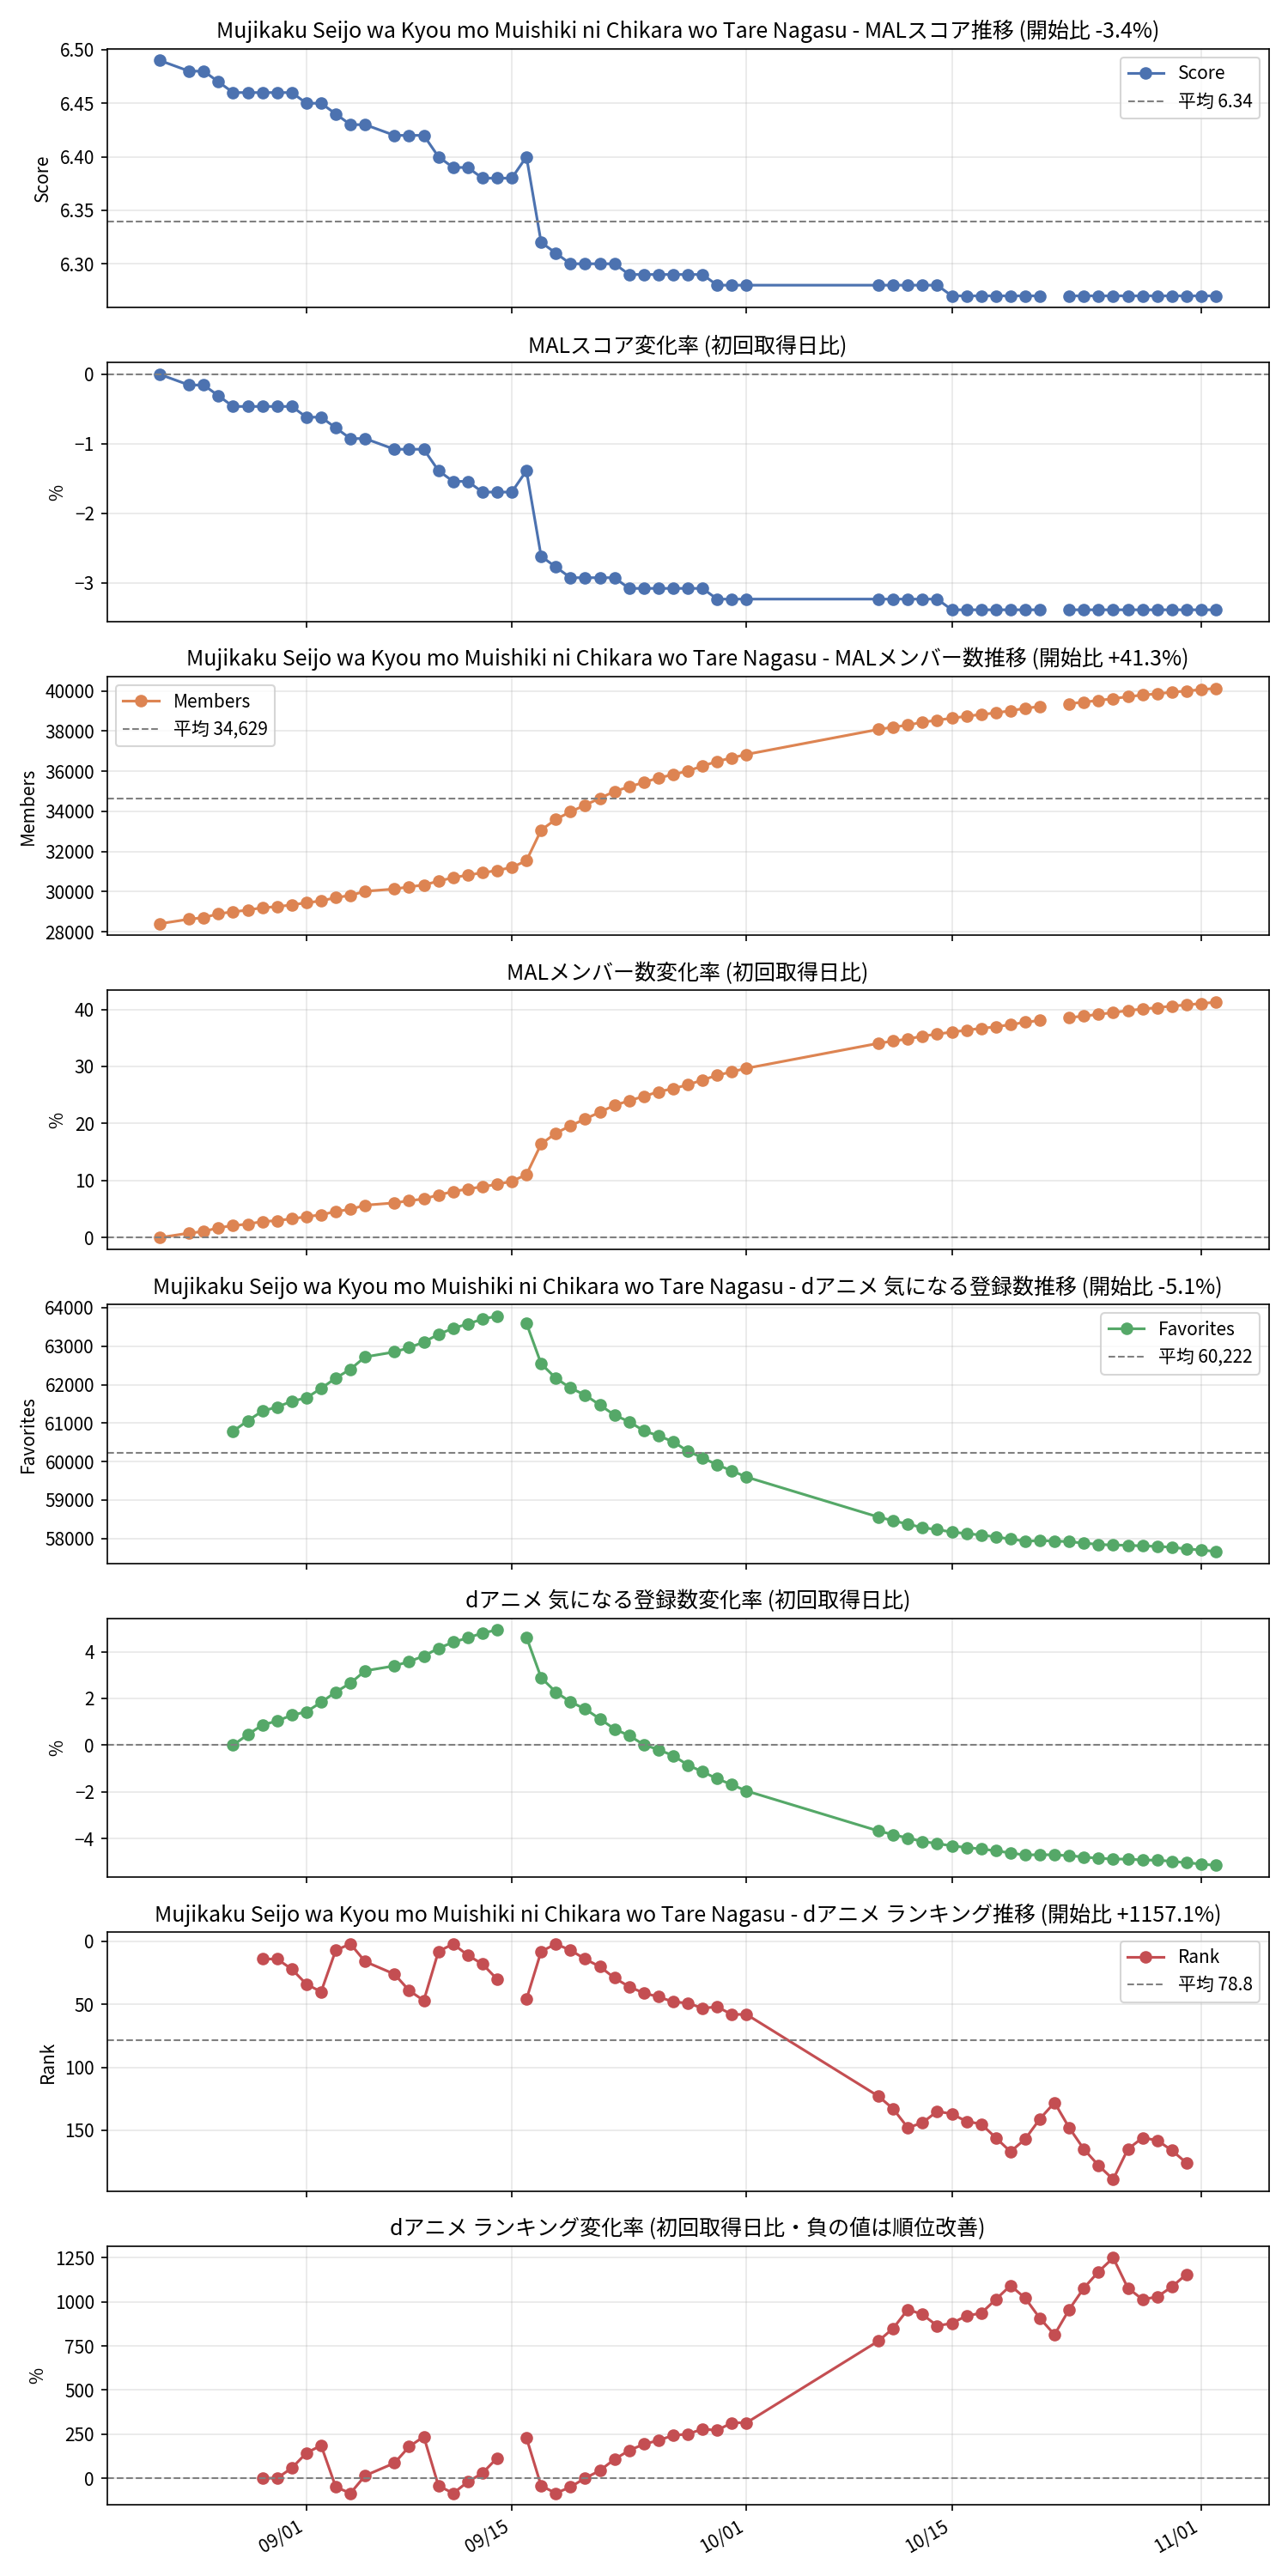 Mujikaku Seijo wa Kyou mo Muishiki ni Chikara wo Tare Nagasu - MALスコア推移 (開始比 -3.4%)
6.50
6.45
6.40
6.35
6.30
Score
Score
平均 6.34
MALスコア変化率 (初回取得日比)
0
−1
−2
−3
%
Mujikaku Seijo wa Kyou mo Muishiki ni Chikara wo Tare Nagasu - MALメンバー数推移 (開始比 +41.3%)
40000
38000
36000
34000
32000
30000
28000
Members
Members
平均 34,629
MALメンバー数変化率 (初回取得日比)
40
30
20
10
0
%
Mujikaku Seijo wa Kyou mo Muishiki ni Chikara wo Tare Nagasu - dアニメ 気になる登録数推移 (開始比 -5.1%)
64000
63000
62000
61000
60000
59000
58000
Favorites
Favorites
平均 60,222
dアニメ 気になる登録数変化率 (初回取得日比)
4
2
0
−2
−4
%
Mujikaku Seijo wa Kyou mo Muishiki ni Chikara wo Tare Nagasu - dアニメ ランキング推移 (開始比 +1157.1%)
0
50
100
150
Rank
Rank
平均 78.8
dアニメ ランキング変化率 (初回取得日比・負の値は順位改善)
1250
1000
750
500
250
0
%
09/01
09/15
10/01
10/15
11/01